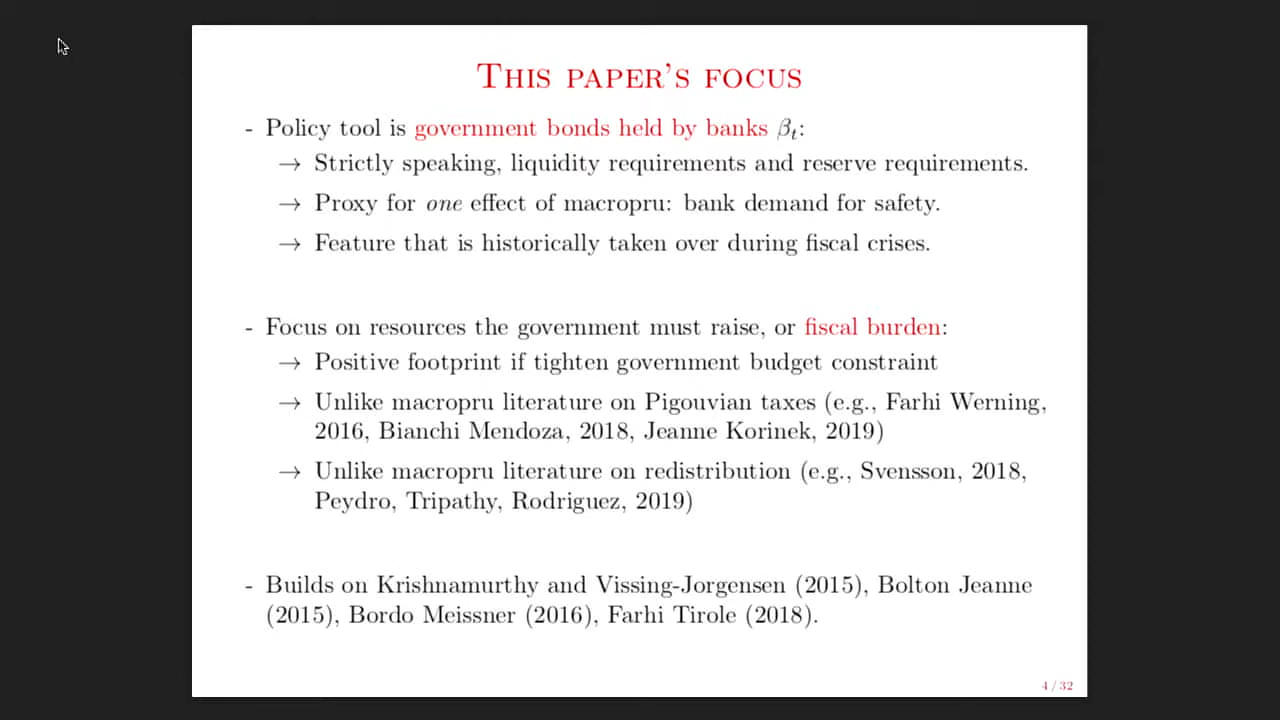 THIS PAPER'S FOCUS
- Policy tool is government bonds held by banks βt:
→ Strictly speaking, liquidity requirements and reserve requirements.
→ Proxy for one effect of macropru: bank demand for safety.
→ Feature that is historically taken over during fiscal crises.
- Focus on resources the government must raise, or fiscal burden:
→ Positive footprint if tighten government budget constraint
→ Unlike macropru literature on Pigouvian taxes (e.g., Farhi Werning,
2016, Bianchi Mendoza, 2018, Jeanne Korinek, 2019)
→ Unlike macropru literature on redistribution (e.g., Svensson, 2018,
Peydro, Tripathy, Rodriguez, 2019)
- Builds on Krishnamurthy and Vissing-Jorgensen (2015), Bolton Jeanne
(2015), Bordo Meissner (2016), Farhi Tirole (2018).
4 / 32